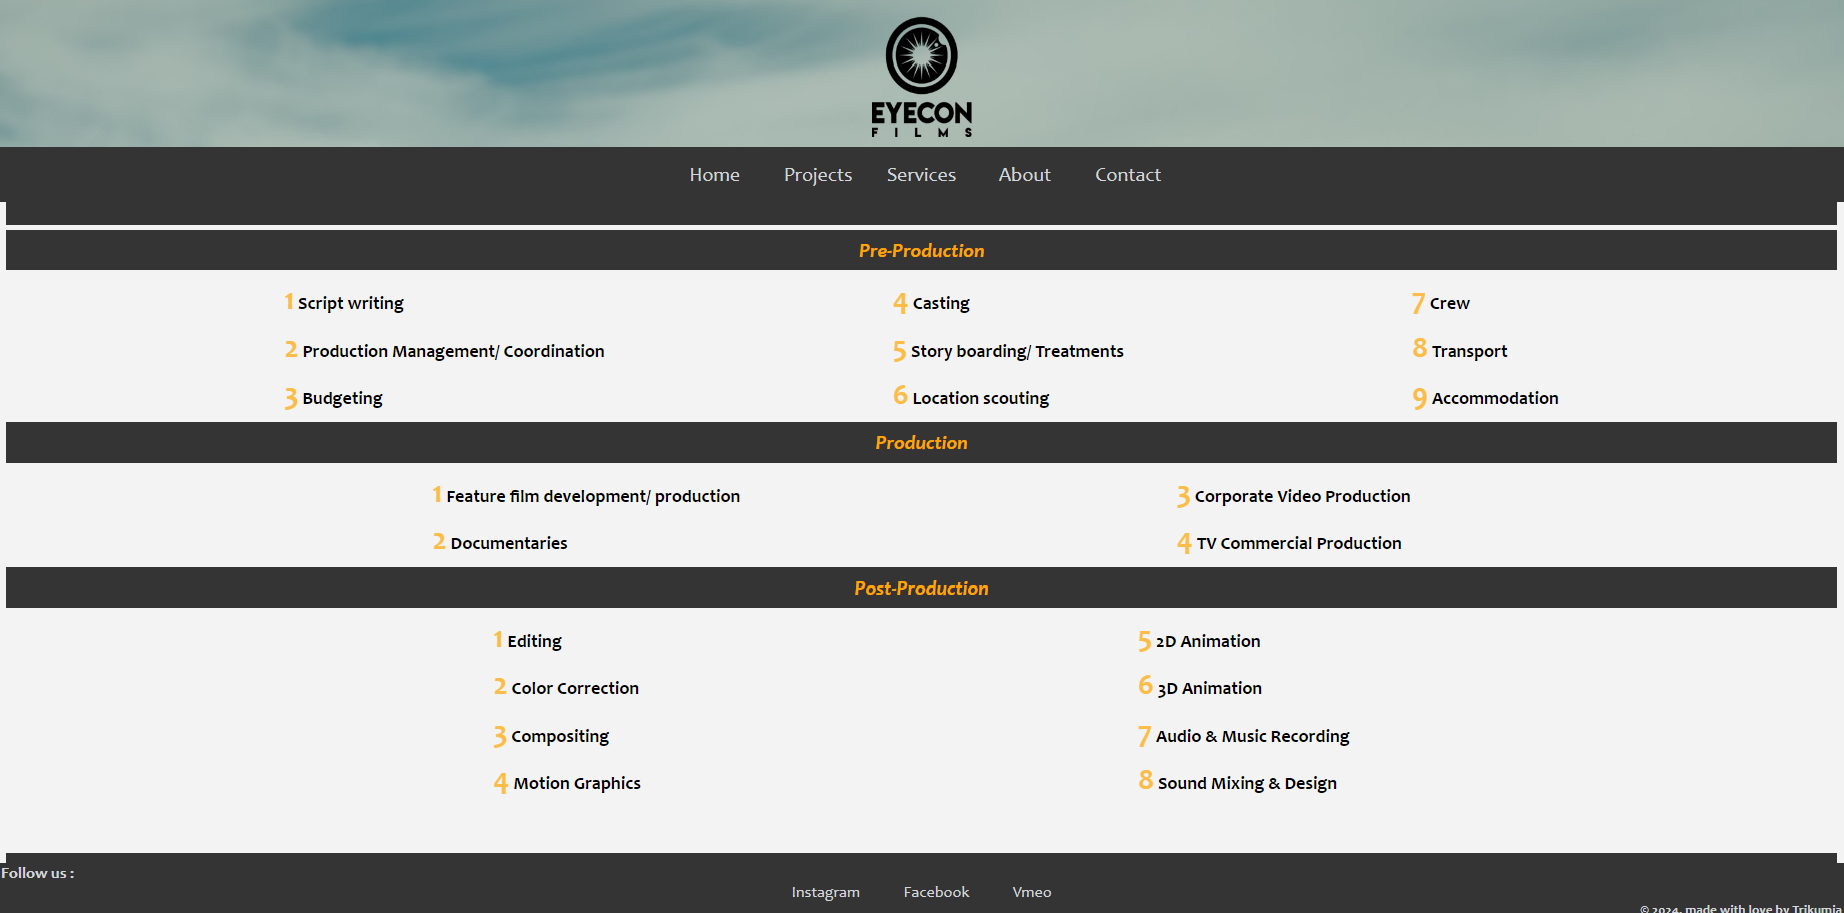 EYECON
FILMS
Home Projects Services About Contact
Pre-Production
1 Script writing
2 Production Management/ Coordination
3 Budgeting
4 Casting
5 Story boarding/ Treatments
6 Location scouting
7 Crew
8 Transport
9 Accommodation
Production
1 Feature film development/ production
2 Documentaries
3 Corporate Video Production
4 TV Commercial Production
Post-Production
1 Editing
2 Color Correction
3 Compositing
4 Motion Graphics
5 2D Animation
6 3D Animation
7 Audio & Music Recording
8 Sound Mixing & Design
Follow us :
Instagram Facebook Vmeo
© 2024, made with love by Trikumia